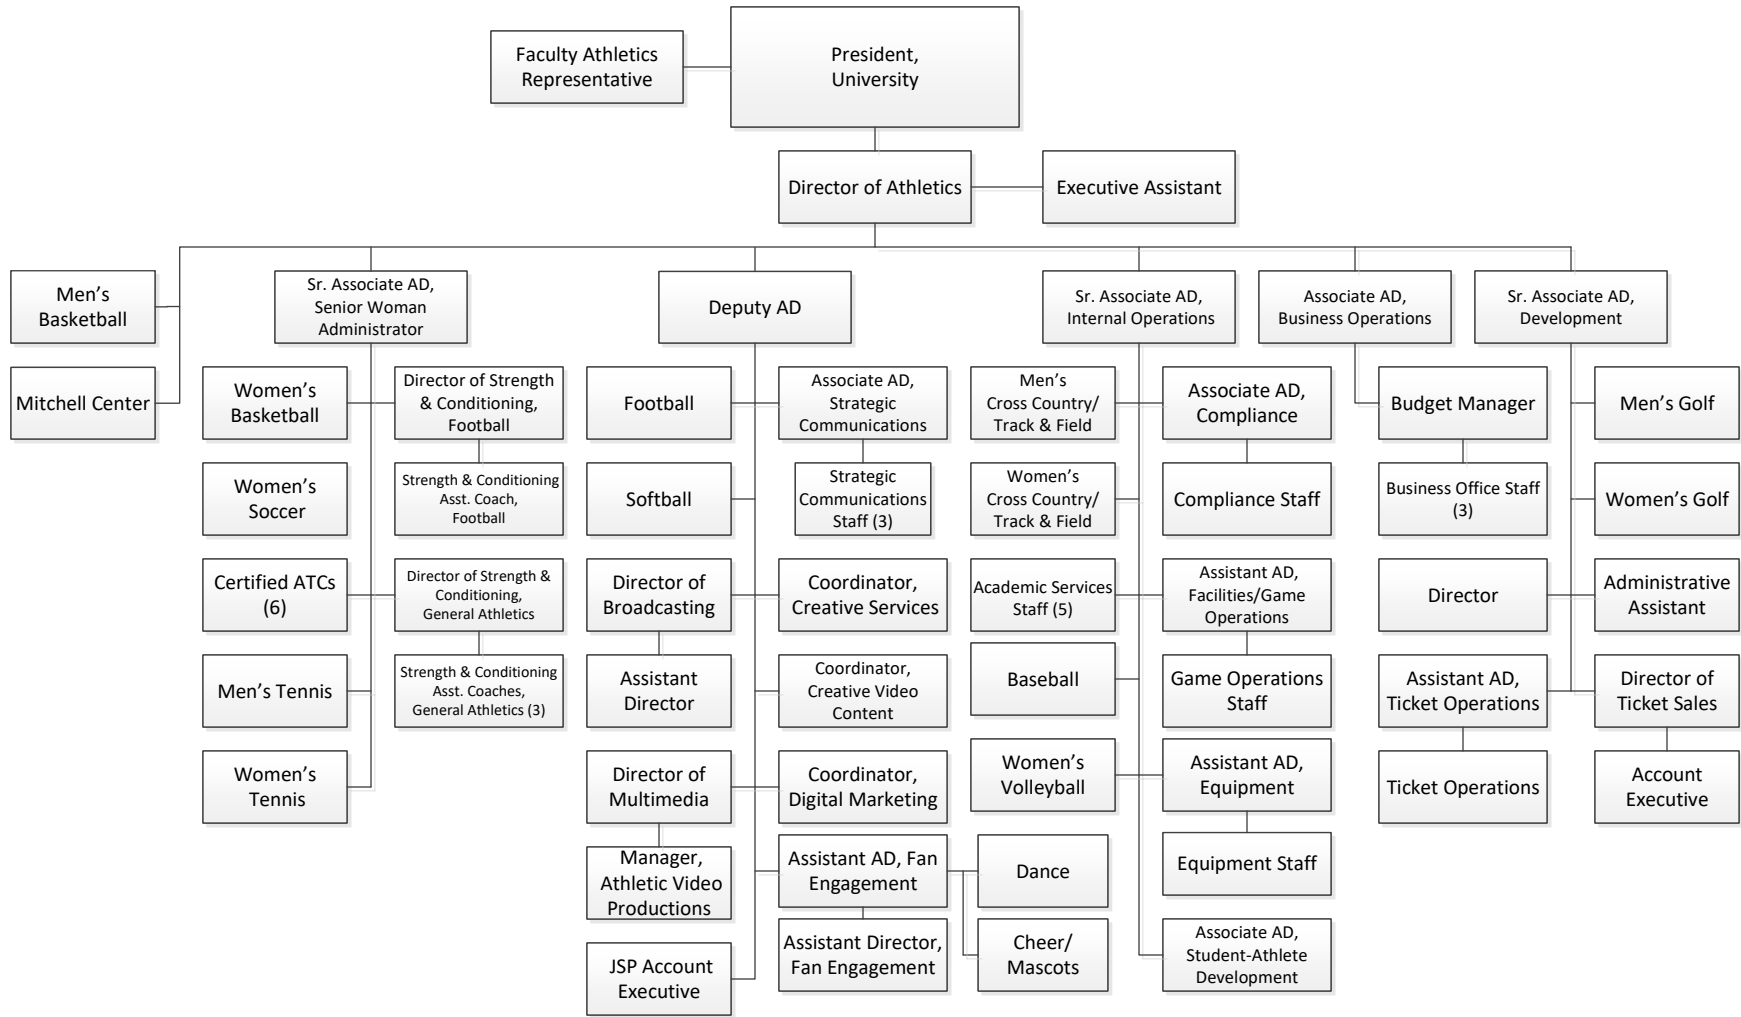 Faculty Athletics
Representative
President,
University
Director of Athletics
Executive Assistant
Men's
Basketball
Mitchell Center
Sr. Associate AD,
Senior Woman
Administrator
Women's
Basketball
Director of Strength
& Conditioning,
Football
Women's
Soccer
Strength & Conditioning
Asst. Coach,
Football
Certified ATCs
(6)
Director of Strength &
Conditioning,
General Athletics
Men's Tennis
Strength & Conditioning
Asst. Coaches,
General Athletics (3)
Women's
Tennis
Deputy AD
Football
Associate AD,
Strategic
Communications
Softball
Strategic
Communications
Staff (3)
Director of
Broadcasting
Coordinator,
Creative Services
Assistant
Director
Coordinator,
Creative Video
Content
Director of
Multimedia
Coordinator,
Digital Marketing
Manager,
Athletic Video
Productions
Assistant AD, Fan
Engagement
Dance
Assistant Director,
Fan Engagement
Cheer/
Mascots
JSP Account
Executive
Sr. Associate AD,
Internal Operations
Men's
Cross Country/
Track & Field
Associate AD,
Compliance
Women's
Cross Country/
Track & Field
Compliance Staff
Academic Services
Staff (5)
Assistant AD,
Facilities/Game
Operations
Baseball
Game Operations
Staff
Women's
Volleyball
Assistant AD,
Equipment
Equipment Staff
Associate AD,
Student-Athlete
Development
Associate AD,
Business Operations
Budget Manager
Business Office Staff
(3)
Sr. Associate AD,
Development
Men's Golf
Women's Golf
Director
Administrative
Assistant
Assistant AD,
Ticket Operations
Director of
Ticket Sales
Ticket Operations
Account
Executive